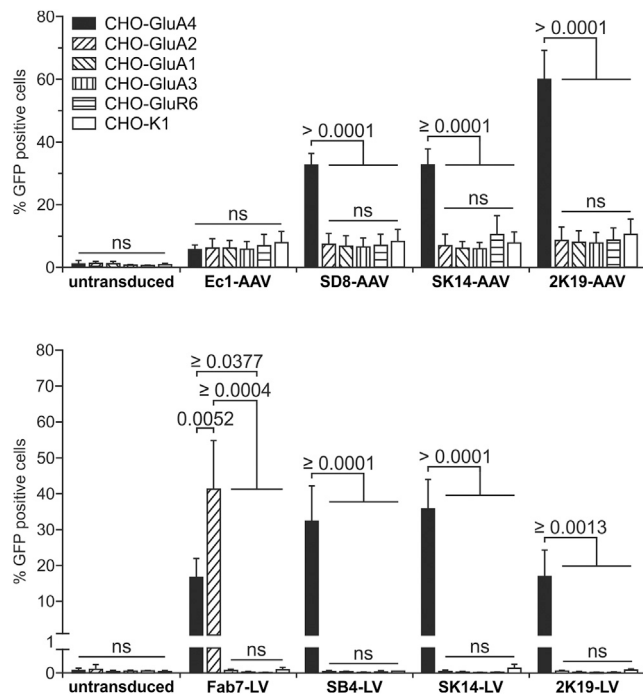 80
60
40
20
0
% GFP positive cells
CHO-GluA4
CHO-GluA2
CHO-GluA1
CHO-GluA3
CHO-GluR6
CHO-K1
> 0.0001
> 0.0001
≥ 0.0001
ns
ns
ns
ns
ns
untransduced
Ec1-AAV
SD8-AAV
SK14-AAV
2K19-AAV
80
70
60
50
40
30
20
10
1
0
% GFP positive cells
≥ 0.0377
≥ 0.0004
0.0052
≥ 0.0001
> 0.0001
≥ 0.0013
ns
ns
ns
ns
ns
untransduced
Fab7-LV
SB4-LV
SK14-LV
2K19-LV